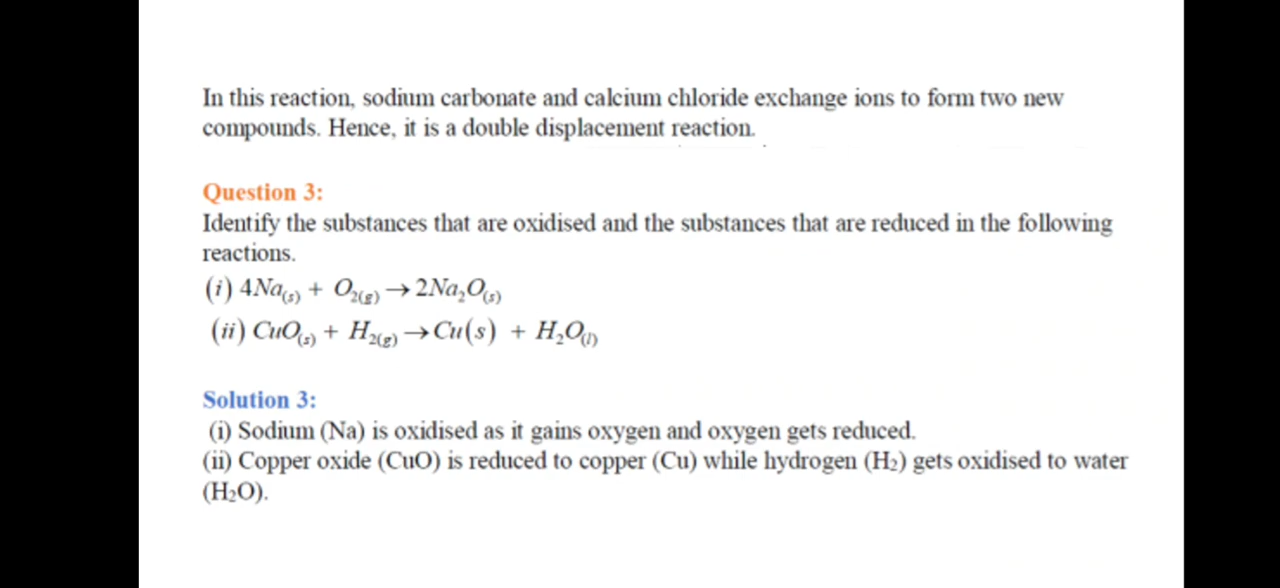 In this reaction, sodium carbonate and calcium chloride exchange ions to form two new
compounds. Hence, it is a double displacement reaction.
Question 3:
Identify the substances that are oxidised and the substances that are reduced in the following
reactions.
(i) 4Na(s) + O₂(g) → 2Na₂O(s)
(ii) CuO(s) + H₂(g) → Cu(s) + H₂O(l)
Solution 3:
(i) Sodium (Na) is oxidised as it gains oxygen and oxygen gets reduced.
(ii) Copper oxide (CuO) is reduced to copper (Cu) while hydrogen (H₂) gets oxidised to water
(H₂O).